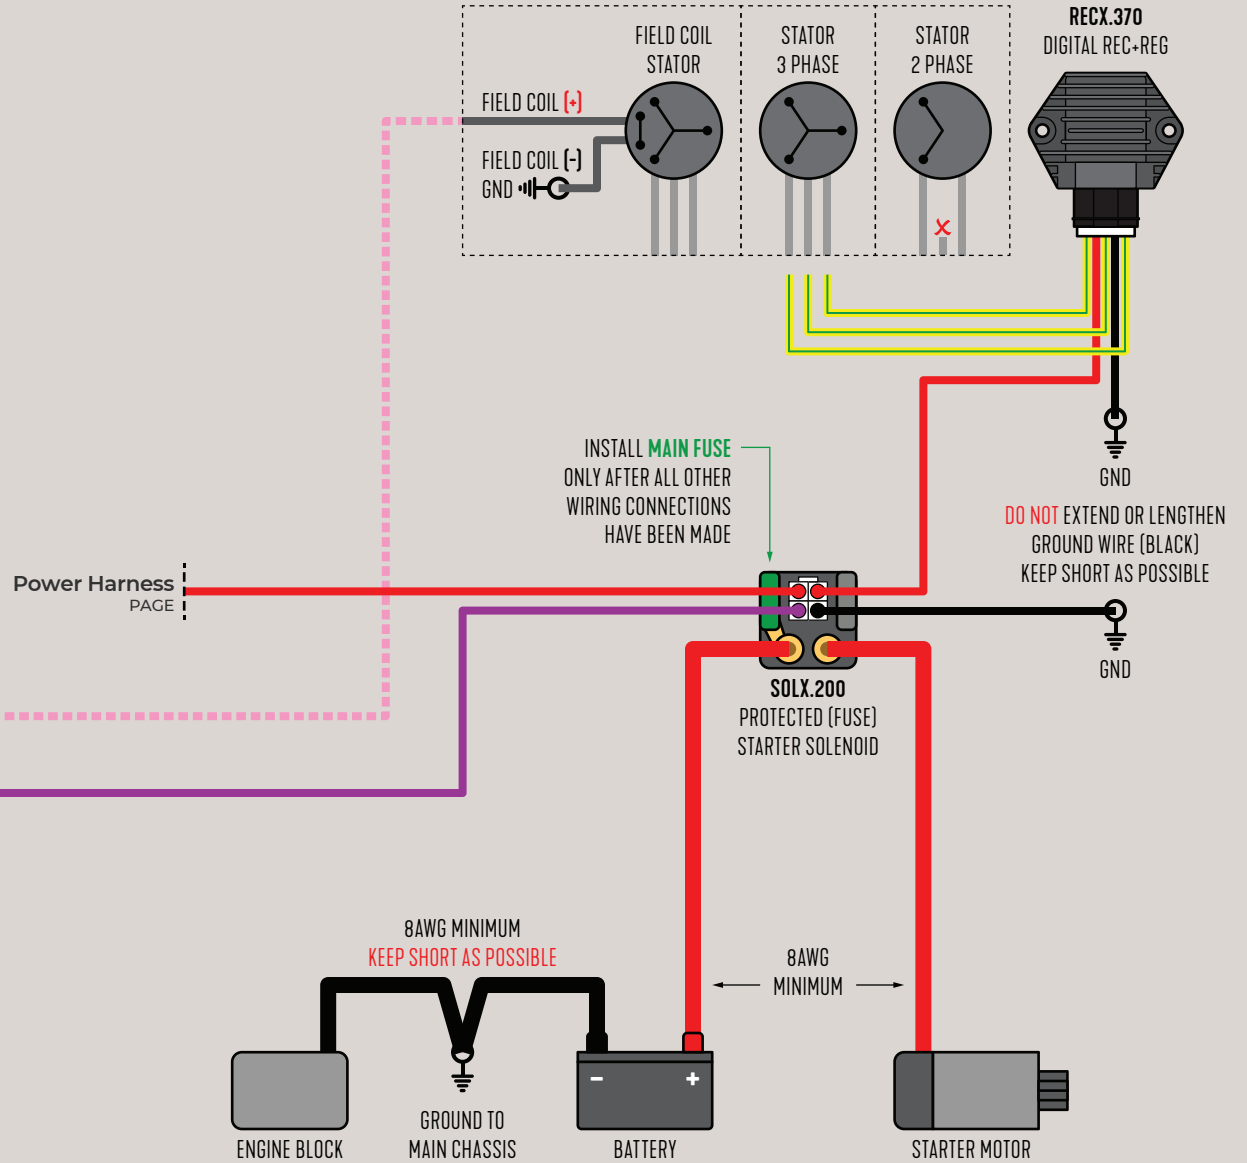 FIELD COIL
STATOR
STATOR
3 PHASE
STATOR
2 PHASE
RECX.370
DIGITAL REC+REG
FIELD COIL (+)
FIELD COIL (-)
GND
X
GND
DO NOT EXTEND OR LENGTHEN
GROUND WIRE (BLACK)
KEEP SHORT AS POSSIBLE
INSTALL MAIN FUSE
ONLY AFTER ALL OTHER
WIRING CONNECTIONS
HAVE BEEN MADE
Power Harness
PAGE
GND
SOLX.200
PROTECTED (FUSE)
STARTER SOLENOID
8AWG MINIMUM
KEEP SHORT AS POSSIBLE
8AWG
MINIMUM
- +
ENGINE BLOCK
GROUND TO
MAIN CHASSIS
BATTERY
STARTER MOTOR